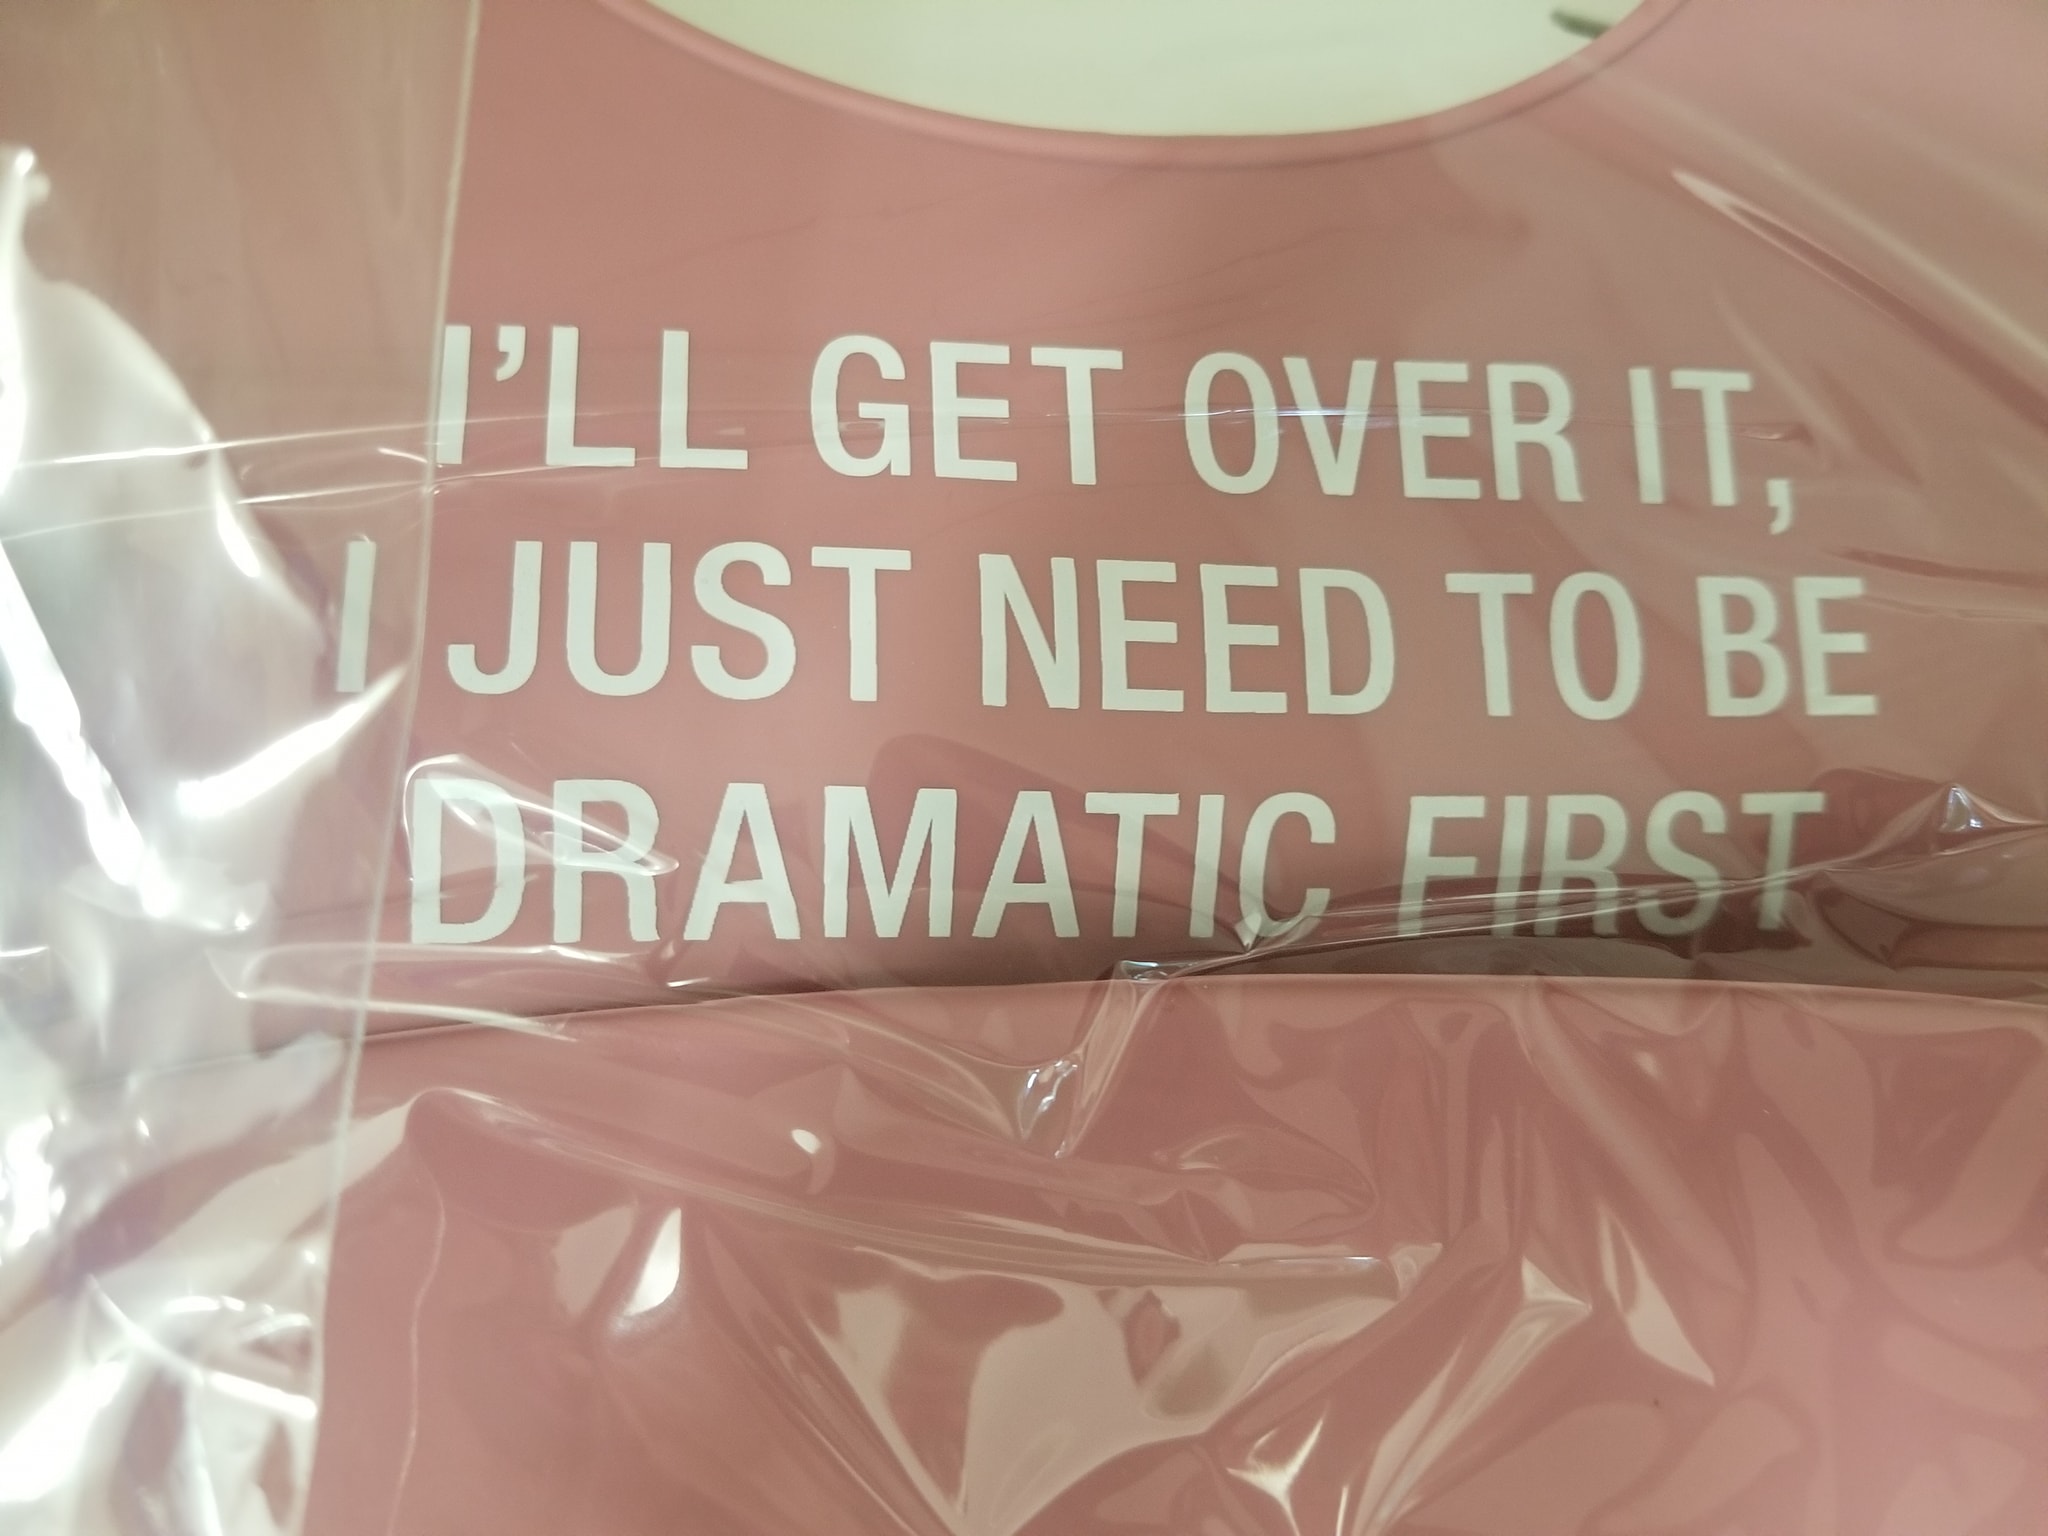 I'LL GET OVER IT,
I JUST NEED TO BE
DRAMATIC FIRST